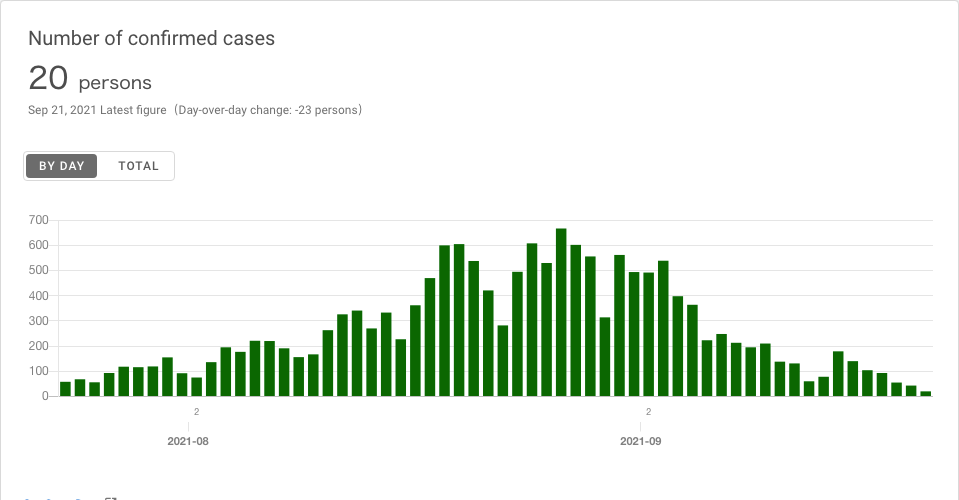 Number of confirmed cases
20 persons
Sep 21, 2021 Latest figure（Day-over-day change: -23 persons）
BY DAY TOTAL
700
600
500
400
300
200
100
0
2 2
2021-08 2021-09